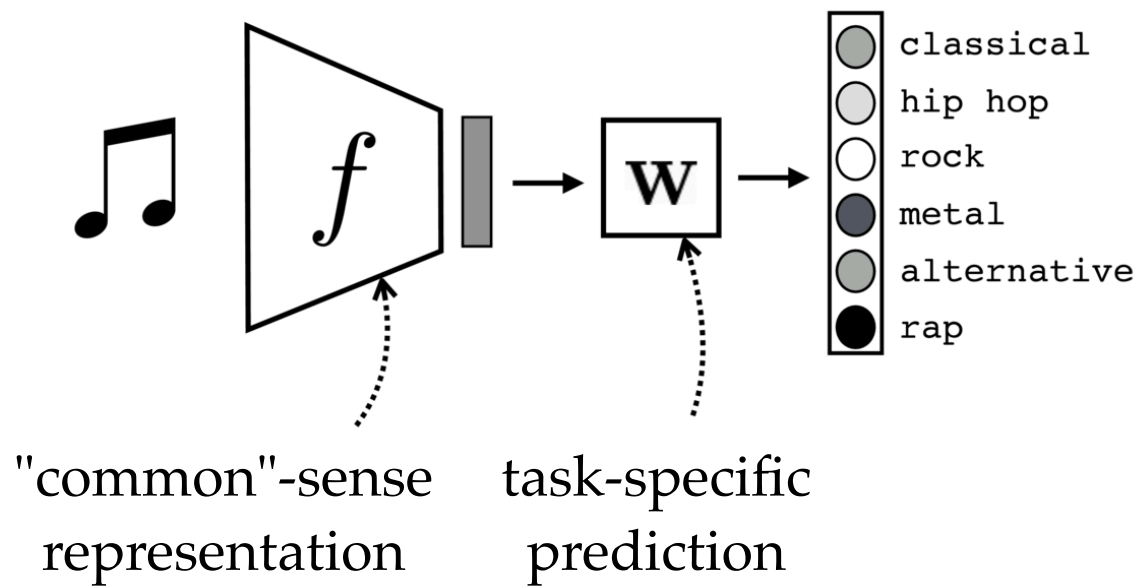 classical
hip hop
rock
metal
alternative
rap
f
W
"common"-sense
representation
task-specific
prediction